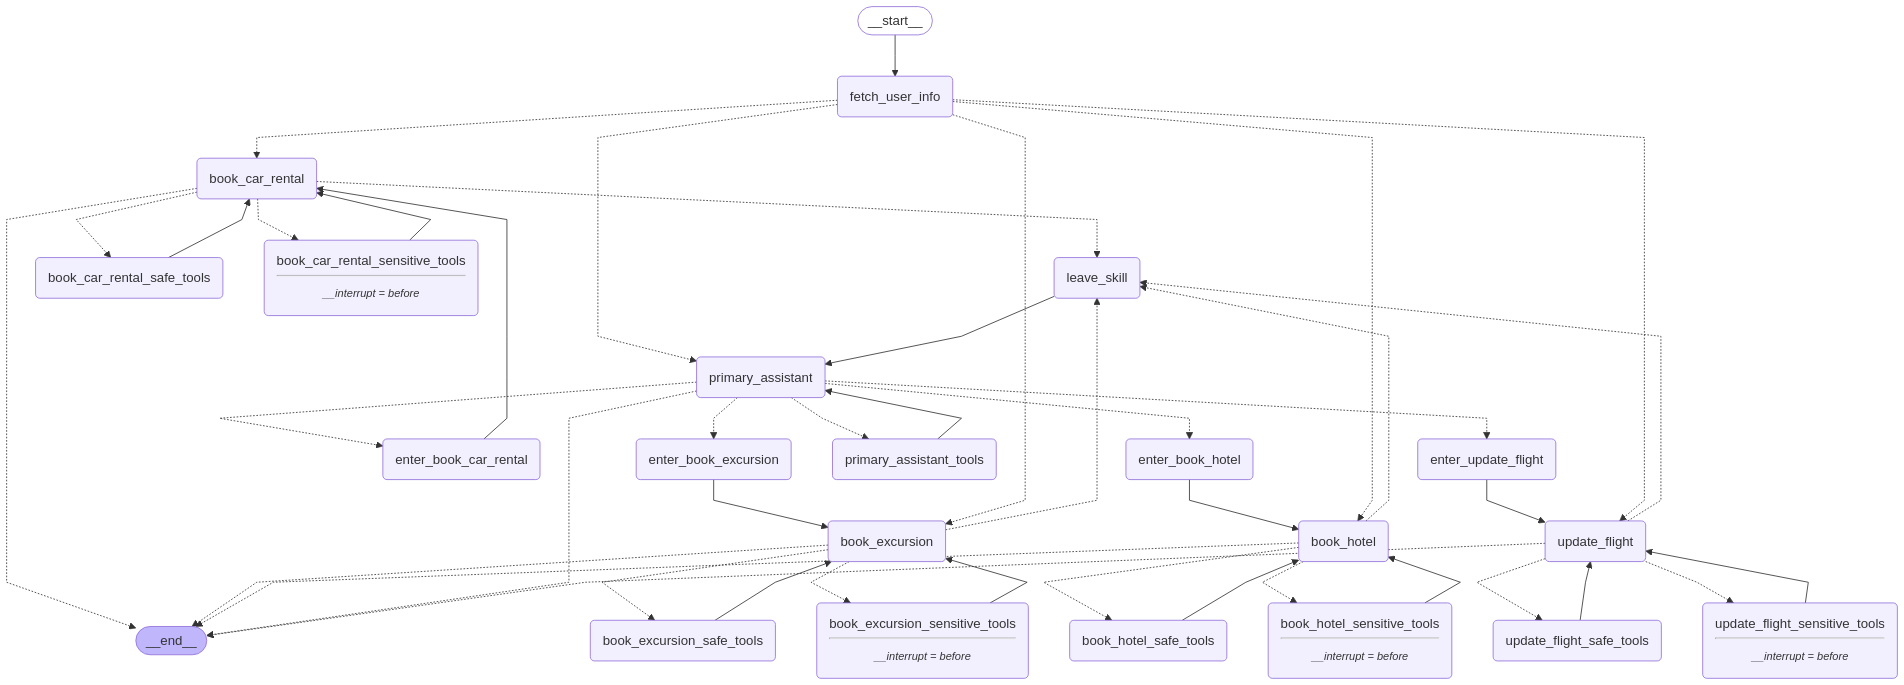 __start__
fetch_user_info
book_car_rental
book_car_rental_safe_tools
book_car_rental_sensitive_tools
__interrupt = before
leave_skill
primary_assistant
enter_book_car_rental
enter_book_excursion
primary_assistant_tools
enter_book_hotel
enter_update_flight
book_excursion
book_hotel
update_flight
__end__
book_excursion_safe_tools
book_excursion_sensitive_tools
__interrupt = before
book_hotel_safe_tools
book_hotel_sensitive_tools
__interrupt = before
update_flight_safe_tools
update_flight_sensitive_tools
__interrupt = before